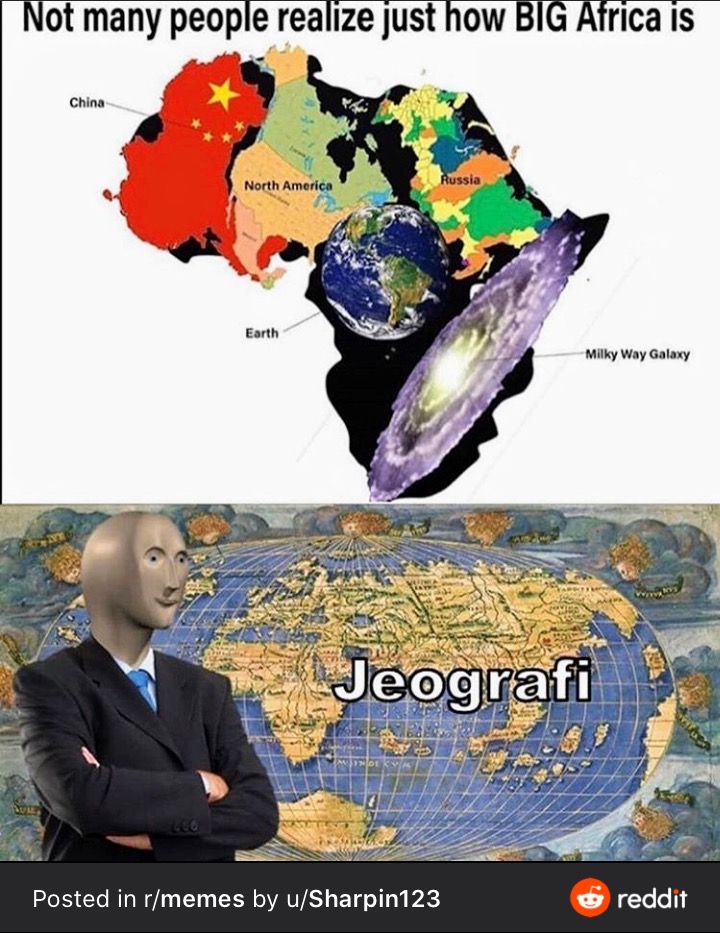 Not many people realize just how BIG Africa is
China
North America
Russia
Earth
Milky Way Galaxy
Jeografi
Posted in r/memes by u/Sharpin123
reddit